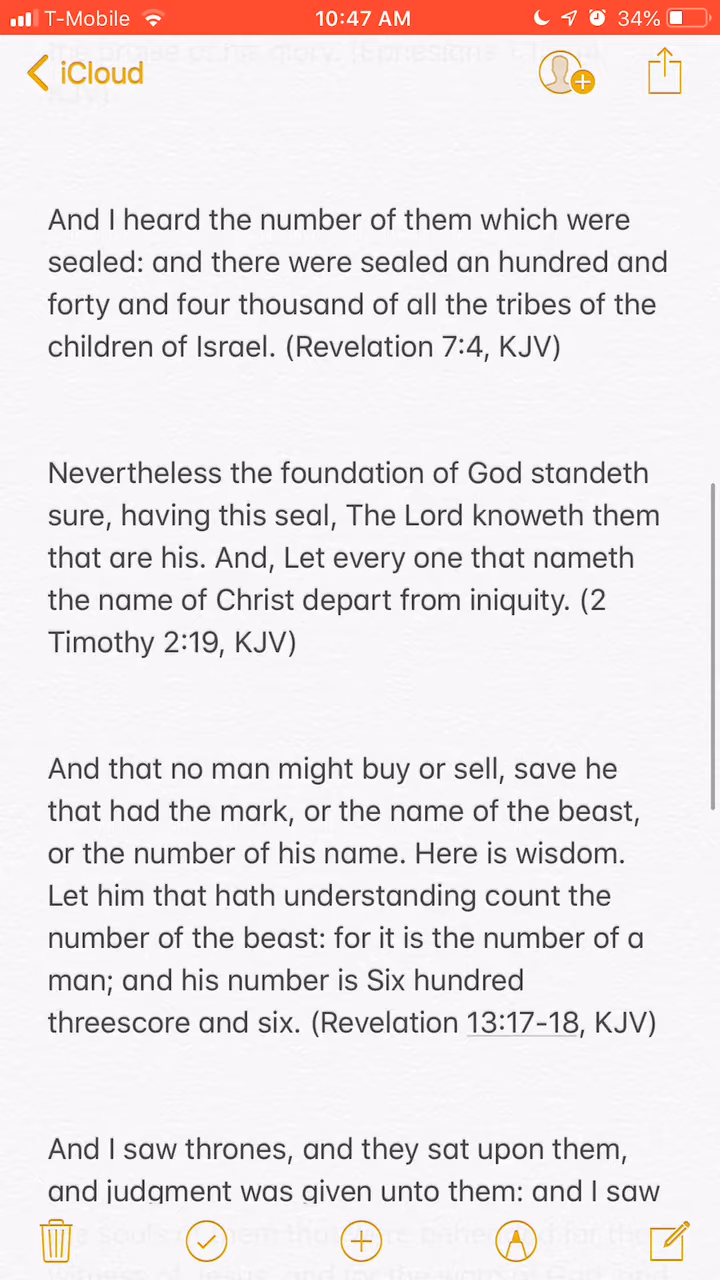 T-Mobile
10:47 AM
34%
iCloud
And I heard the number of them which were
sealed: and there were sealed an hundred and
forty and four thousand of all the tribes of the
children of Israel. (Revelation 7:4, KJV)
Nevertheless the foundation of God standeth
sure, having this seal, The Lord knoweth them
that are his. And, Let every one that nameth
the name of Christ depart from iniquity. (2
Timothy 2:19, KJV)
And that no man might buy or sell, save he
that had the mark, or the name of the beast,
or the number of his name. Here is wisdom.
Let him that hath understanding count the
number of the beast: for it is the number of a
man; and his number is Six hundred
threescore and six. (Revelation 13:17-18, KJV)
And I saw thrones, and they sat upon them,
and judgment was given unto them: and I saw